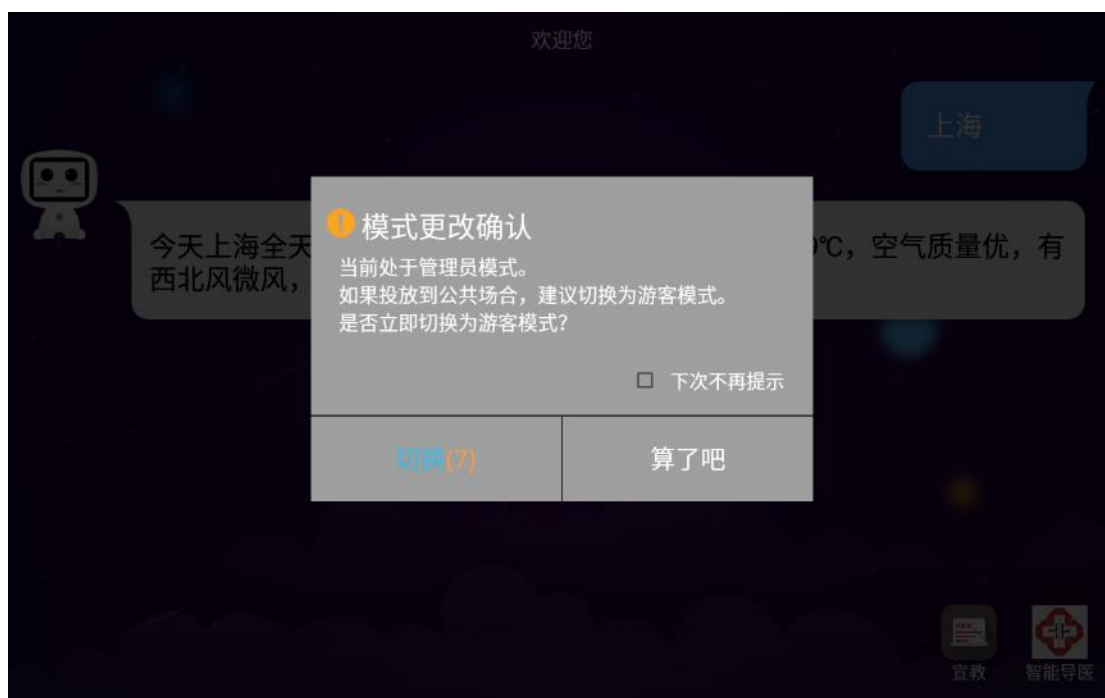 欢迎您
上海
今天上海全天
9℃，空气质量优，有
西北风微风，
模式更改确认
当前处于管理员模式。
如果投放到公共场合，建议切换为游客模式。
是否立即切换为游客模式？
下次不再提示
切换(7)
算了吧
宣教
智能导医